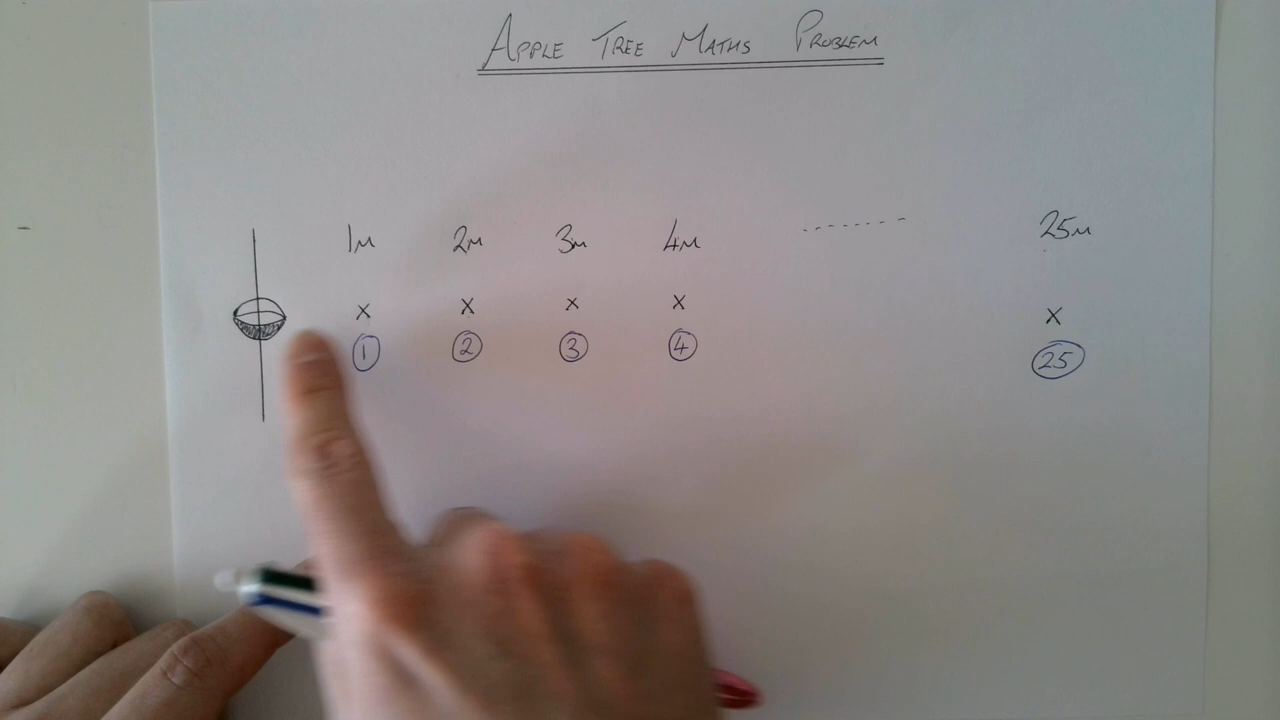 APPLE TREE MATHS PROBLEM
1M 2M 3M 4M ------- 25M
x x x x x
1 2 3 4 25